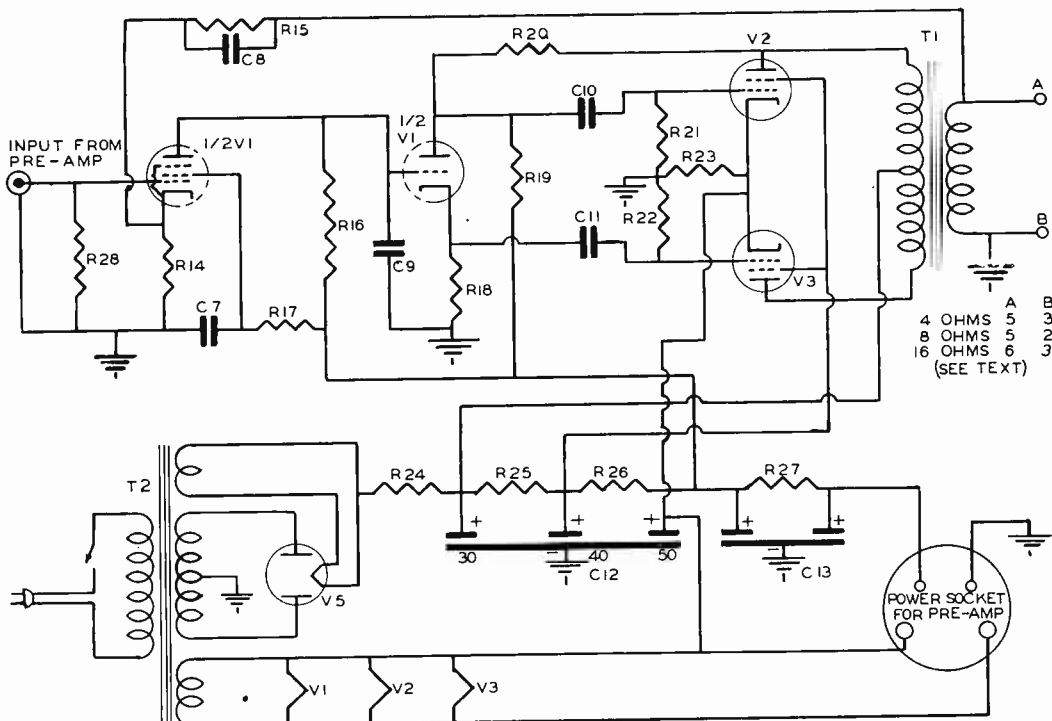 R15
C8
R20
V2
T1
A
INPUT FROM
PRE-AMP
1/2V1
1/2
V1
C10
R21
R23
R19
R16
R22
C11
B
R28
R14
C9
R18
V3
C7
R17
A B
4 OHMS 5 3
8 OHMS 5 2
16 OHMS 6 3
(SEE TEXT)
T2
R24
R25
R26
R27
+ + + + +
30 - 40 50 -
C12
C13
V5
POWER SOCKET
FOR PRE-AMP
V1
V2
V3